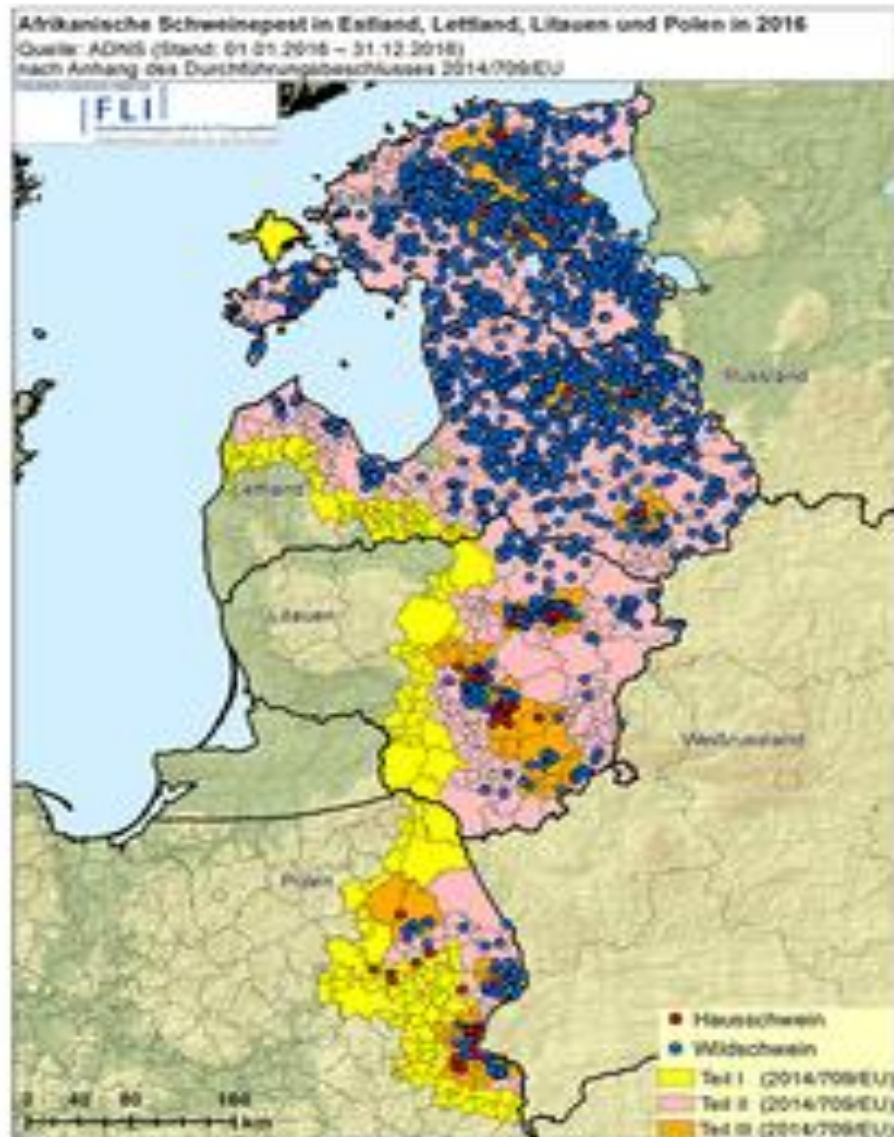 Afrikanische Schweinepest in Estland, Lettland, Litauen und Polen in 2016
Quelle: ADNS (Stand: 01.01.2016 – 31.12.2016)
nach Anhang des Durchführungsbeschlusses 2014/709/EU
FLI
Russland
Lettland
Litauen
Weißrussland
Polen
Hausschwein
Wildschwein
Teil I (2014/709/EU)
Teil II (2014/709/EU)
Teil III (2014/709/EU)
0 40 80 160
km